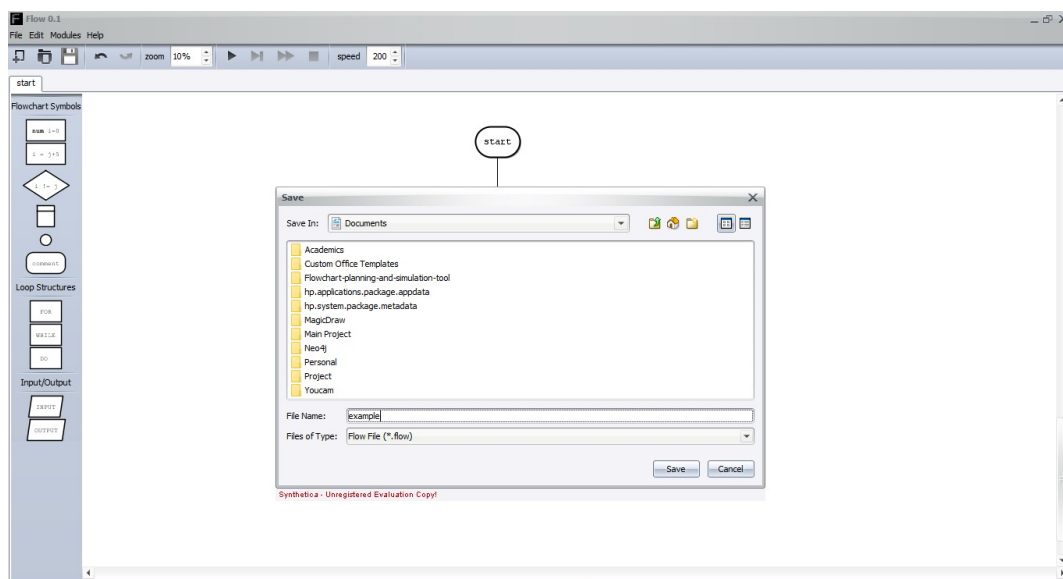 Flow 0.1
File Edit Modules Help
zoom 10% speed 200
start
Flowchart Symbols
num i=0
i = j+5
i != j
comment
Loop Structures
FOR
WHILE
DO
Input/Output
INPUT
OUTPUT
start
Save
Save In: Documents
Academics
Custom Office Templates
Flowchart-planning-and-simulation-tool
hp.applications.package.appdata
hp.system.package.metadata
MagicDraw
Main Project
Neo4j
Personal
Project
Youcam
File Name: example
Files of Type: Flow File (*.flow)
Save Cancel
Synthetica - Unregistered Evaluation Copy!